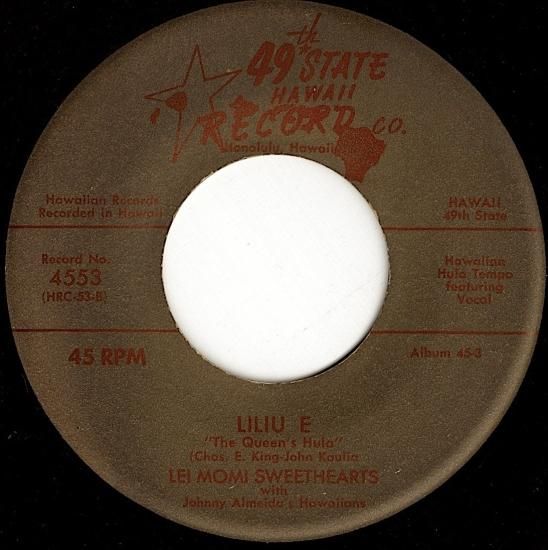 49th STATE
HAWAII
RECORD CO.
Honolulu, Hawaii
Hawaiian Records
Recorded in Hawaii
HAWAII
49th State
Record No.
4553
(HRC-53-B)
Hawaiian
Hula Tempo
featuring
Vocal
45 RPM
Album 45-3
LILIU E
"The Queen's Hula"
(Chas. E. King-John Kaulia
LEI MOMI SWEETHEARTS
with
Johnny Almeida's Hawaiians